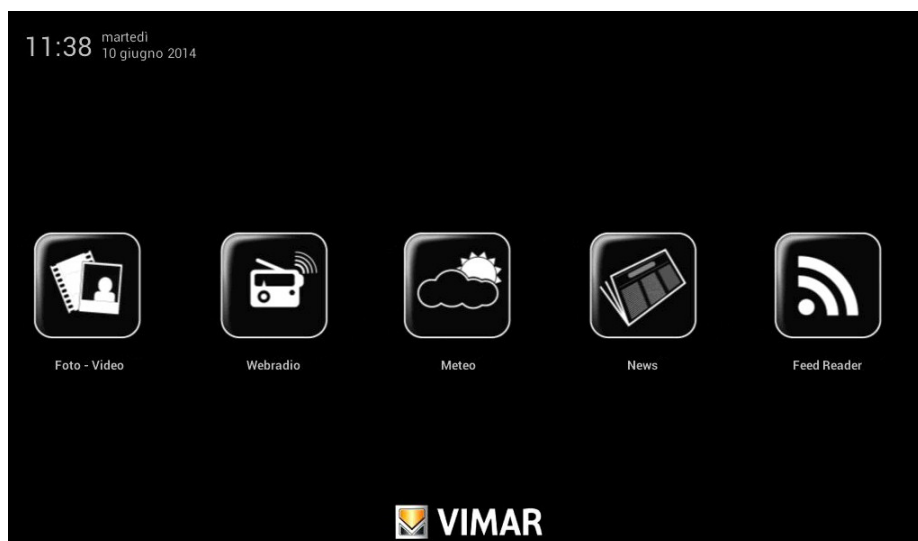 11:38
martedì
10 giugno 2014
Foto - Video
Webradio
Meteo
News
Feed Reader
VIMAR